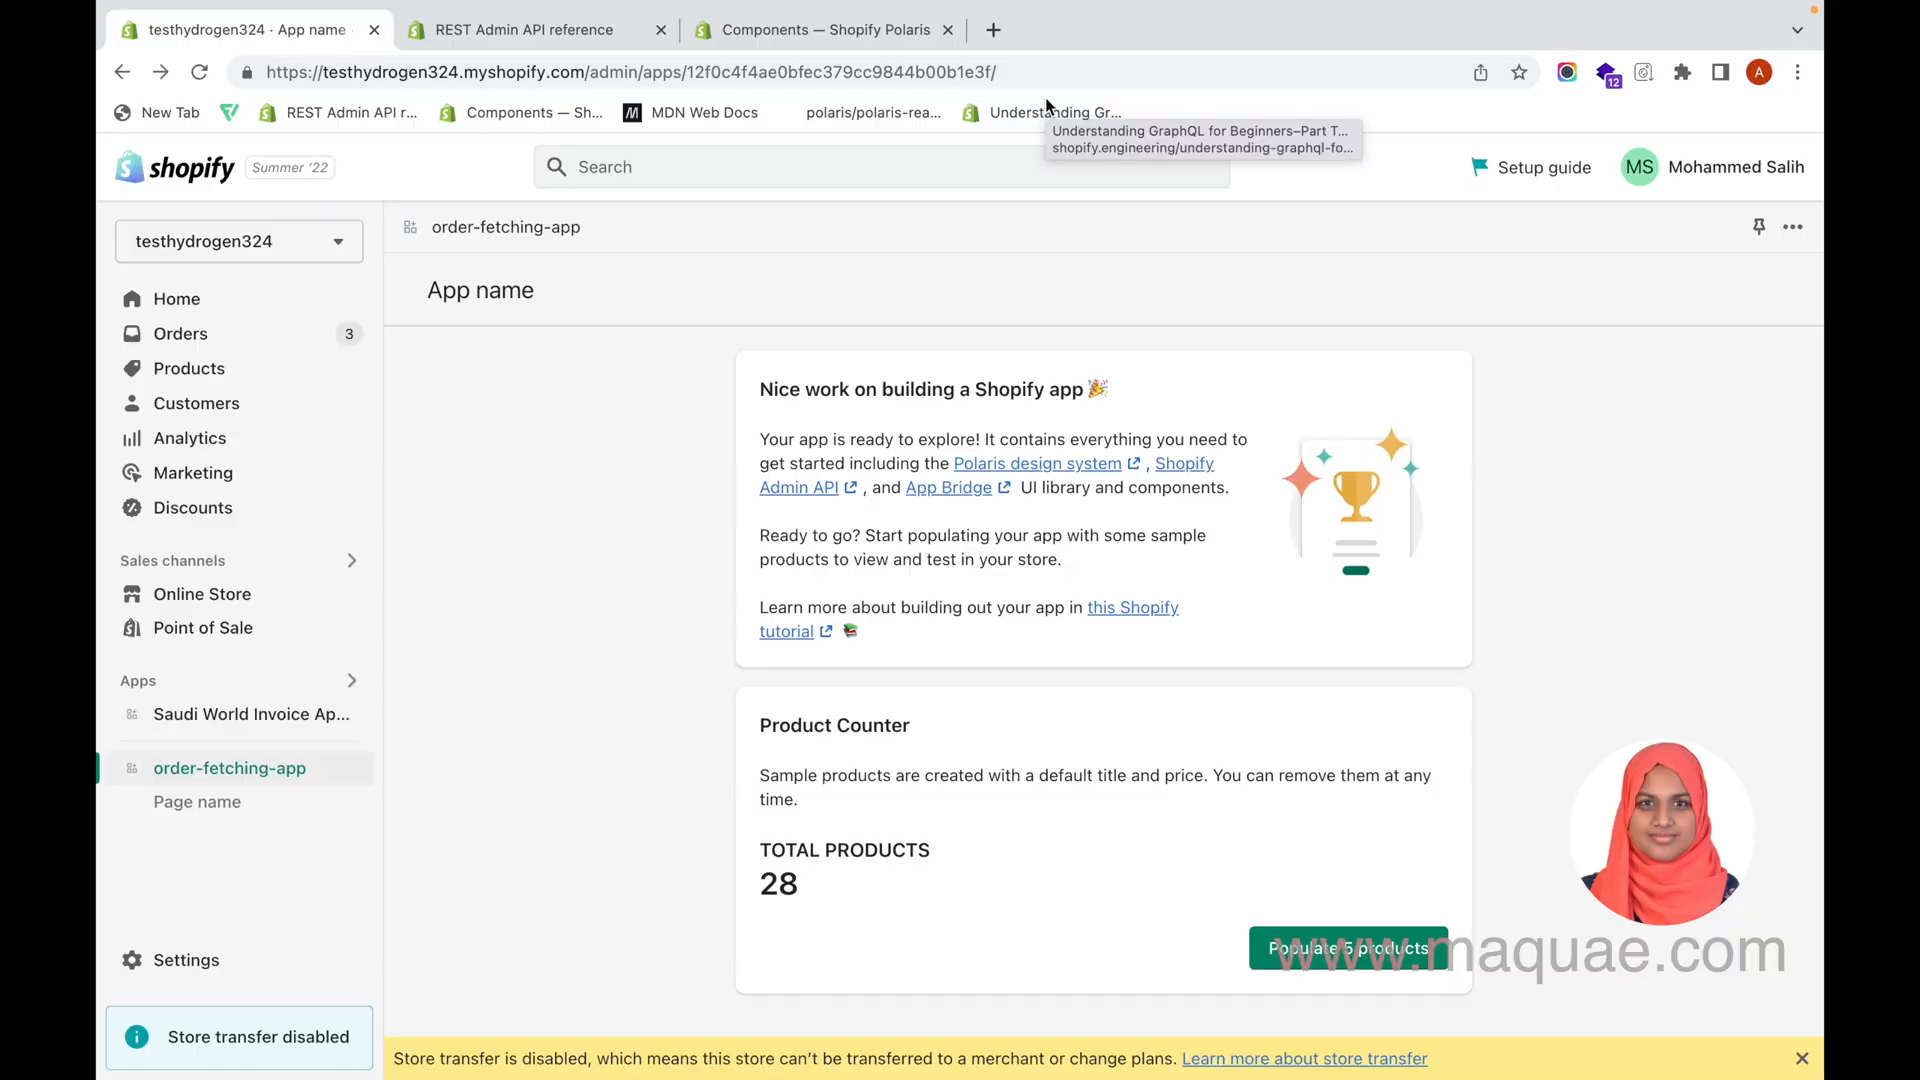 testhydrogen324 · App name
REST Admin API reference
Components — Shopify Polaris
https://testhydrogen324.myshopify.com/admin/apps/12f0c4f4ae0bfec379cc9844b00b1e3f/
12
A
New Tab
REST Admin API r...
Components — Sh...
MDN Web Docs
polaris/polaris-rea...
Understanding Gr...
Understanding GraphQL for Beginners–Part T...
shopify.engineering/understanding-graphql-fo...
shopify
Summer '22
Search
Setup guide
MS
Mohammed Salih
testhydrogen324
order-fetching-app
App name
Home
Orders
3
Products
Customers
Analytics
Marketing
Discounts
Sales channels
Online Store
Point of Sale
Apps
Saudi World Invoice Ap...
order-fetching-app
Page name
Settings
Store transfer disabled
Nice work on building a Shopify app 🎉
Your app is ready to explore! It contains everything you need to
get started including the Polaris design system , Shopify
Admin API , and App Bridge UI library and components.
Ready to go? Start populating your app with some sample
products to view and test in your store.
Learn more about building out your app in this Shopify
tutorial 📚
Product Counter
Sample products are created with a default title and price. You can remove them at any
time.
TOTAL PRODUCTS
28
Populate 5 products
www.maquae.com
Store transfer is disabled, which means this store can't be transferred to a merchant or change plans. Learn more about store transfer